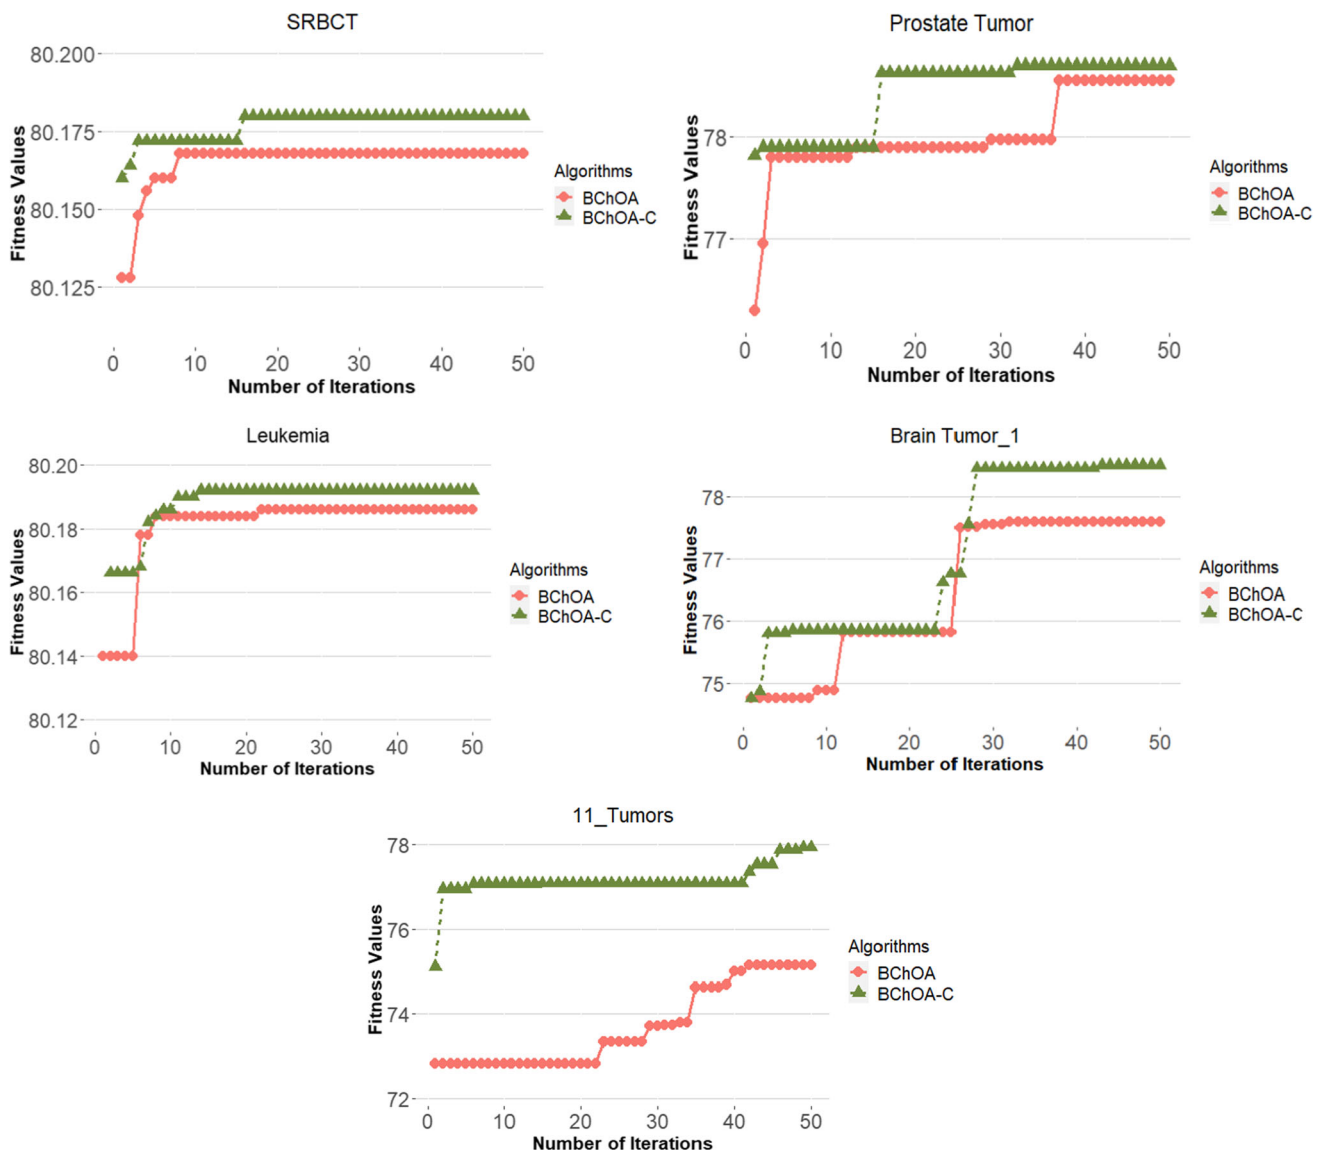 SRBCT
80.200
80.175
80.150
80.125
Fitness Values
0 10 20 30 40 50
Number of Iterations
Algorithms
BChOA
BChOA-C
Prostate Tumor
78
77
Fitness Values
0 10 20 30 40 50
Number of Iterations
Algorithms
BChOA
BChOA-C
Leukemia
80.20
80.18
80.16
80.14
80.12
Fitness Values
0 10 20 30 40 50
Number of Iterations
Algorithms
BChOA
BChOA-C
Brain Tumor_1
78
77
76
75
Fitness Values
0 10 20 30 40 50
Number of Iterations
Algorithms
BChOA
BChOA-C
11_Tumors
78
76
74
72
Fitness Values
0 10 20 30 40 50
Number of Iterations
Algorithms
BChOA
BChOA-C